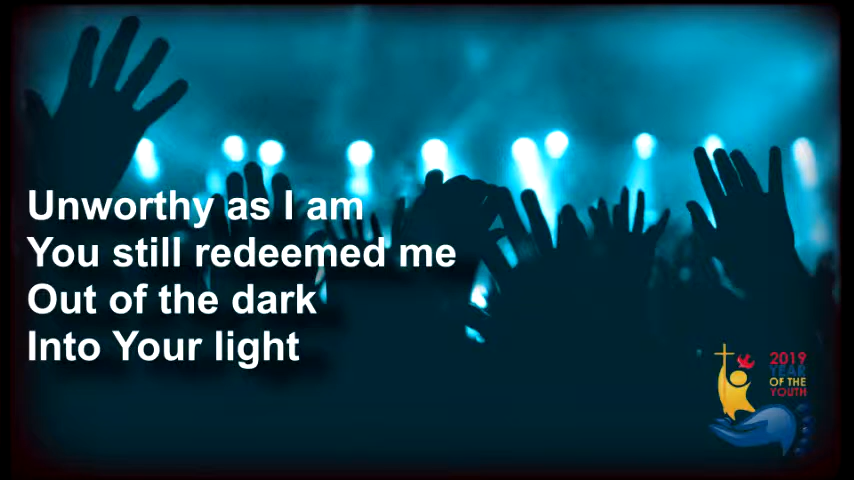 Unworthy as I am
You still redeemed me
Out of the dark
Into Your light
2019
YEAR
OF THE
YOUTH